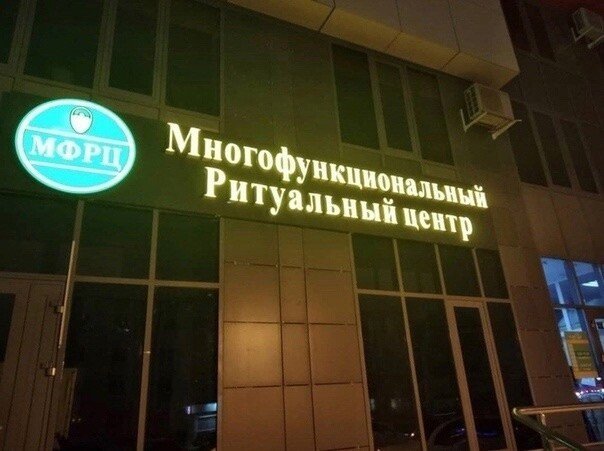 МФРЦ
Многофункциональный
Ритуальный центр